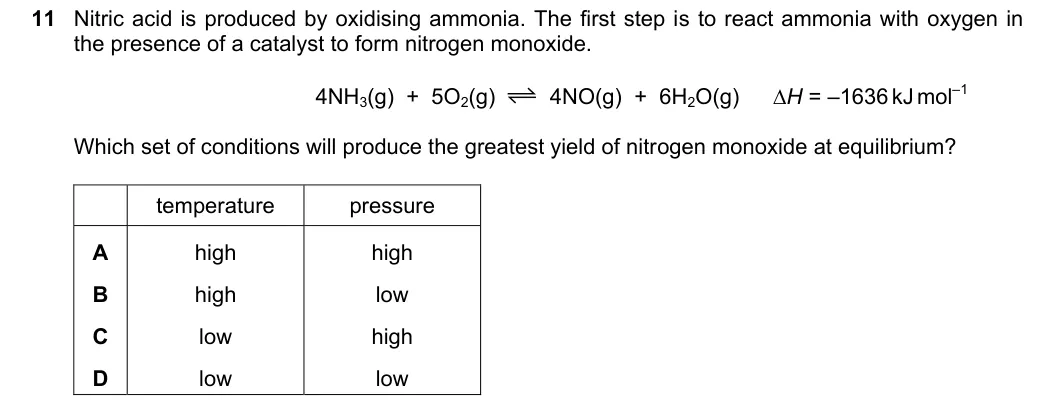 11 Nitric acid is produced by oxidising ammonia. The first step is to react ammonia with oxygen in
the presence of a catalyst to form nitrogen monoxide.
4NH₃(g) + 5O₂(g) ⇌ 4NO(g) + 6H₂O(g) ΔH = –1636 kJ mol⁻¹
Which set of conditions will produce the greatest yield of nitrogen monoxide at equilibrium?
temperature pressure
A high high
B high low
C low high
D low low